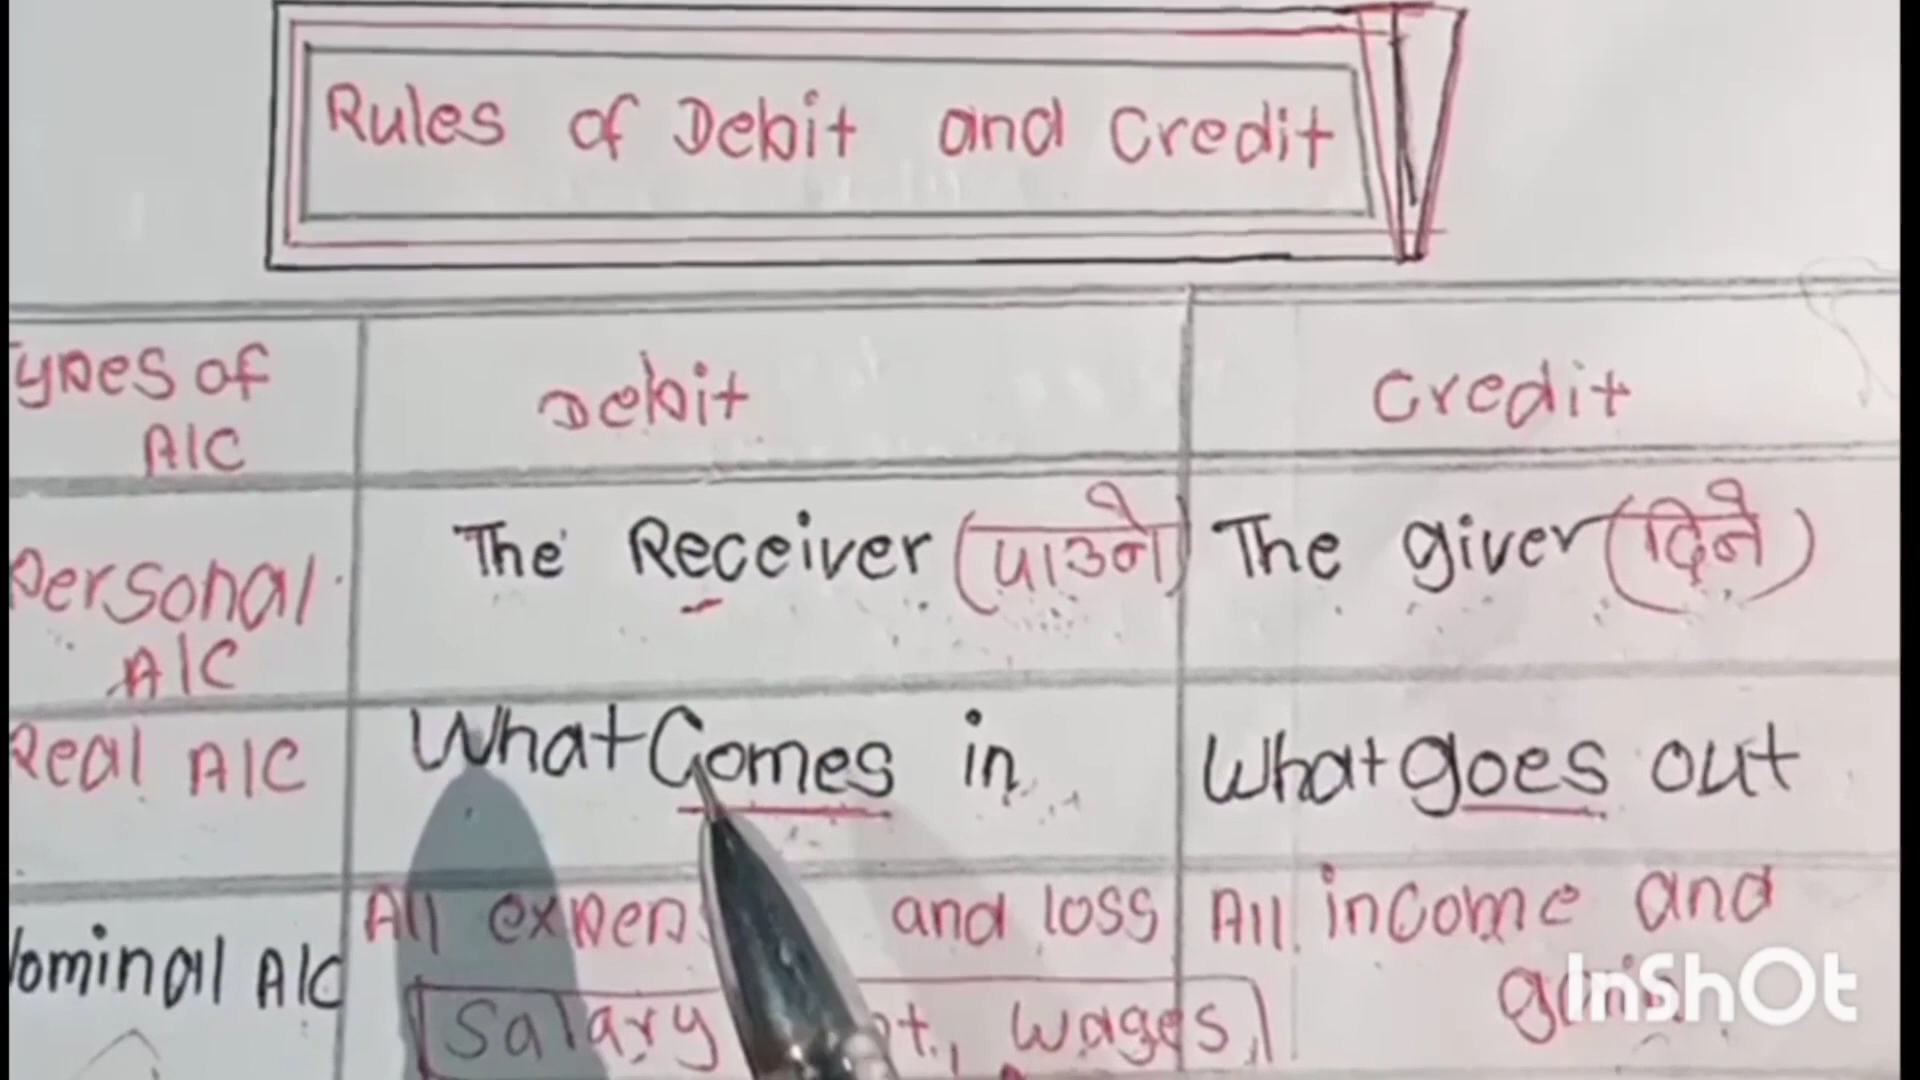 Rules of Debit and Credit
Types of
A/C
Debit
Credit
Personal
A/C
The Receiver (पाउने)
The giver (दिने)
Real A/C
What Comes in
What goes out
Nominal A/C
All and loss
All income and
Salary wages,
InShOt